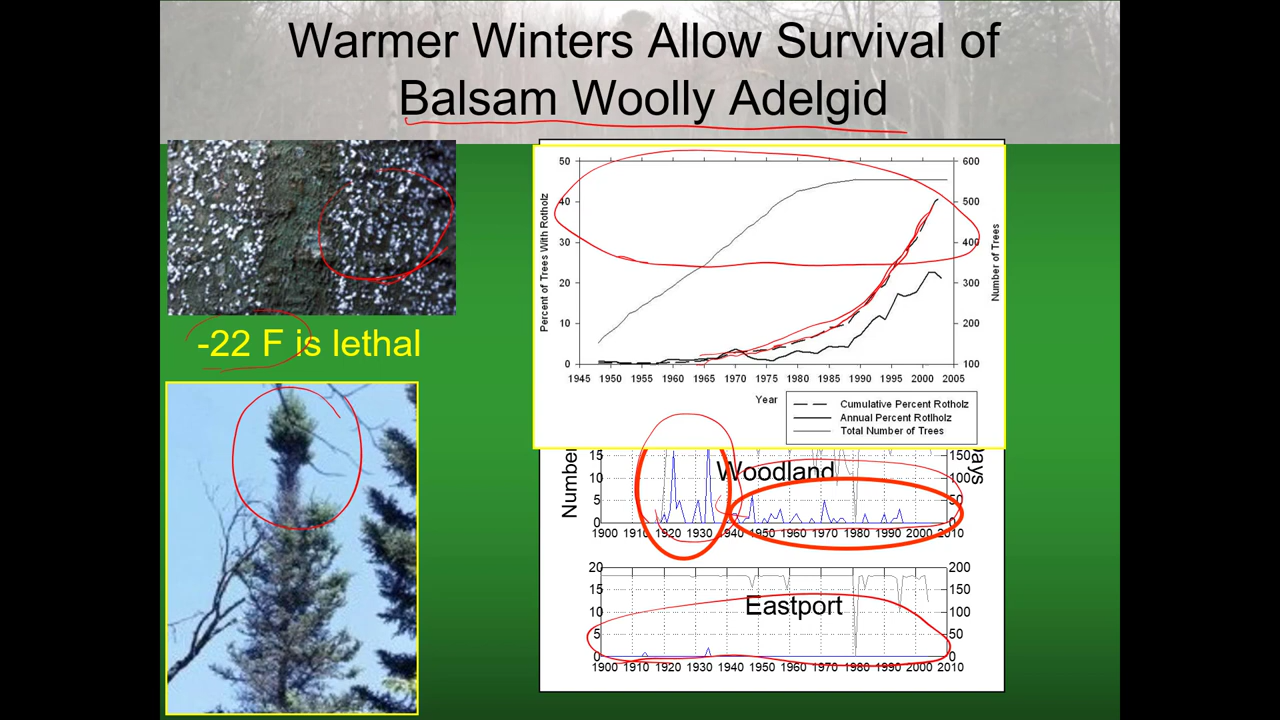 Warmer Winters Allow Survival of
Balsam Woolly Adelgid
-22 F is lethal
50
40
30
20
10
0
Percent of Trees With Rotholz
600
500
400
300
200
100
Number of Trees
1945 1950 1955 1960 1965 1970 1975 1980 1985 1990 1995 2000 2005
Year
Cumulative Percent Rotholz
Annual Percent Rotlholz
Total Number of Trees
Woodland
Number
15
10
5
0
150
100
50
0
1900 1910 1920 1930 1940 1950 1960 1970 1980 1990 2000 2010
Eastport
20
15
10
5
0
200
150
100
50
0
1900 1910 1920 1930 1940 1950 1960 1970 1980 1990 2000 2010